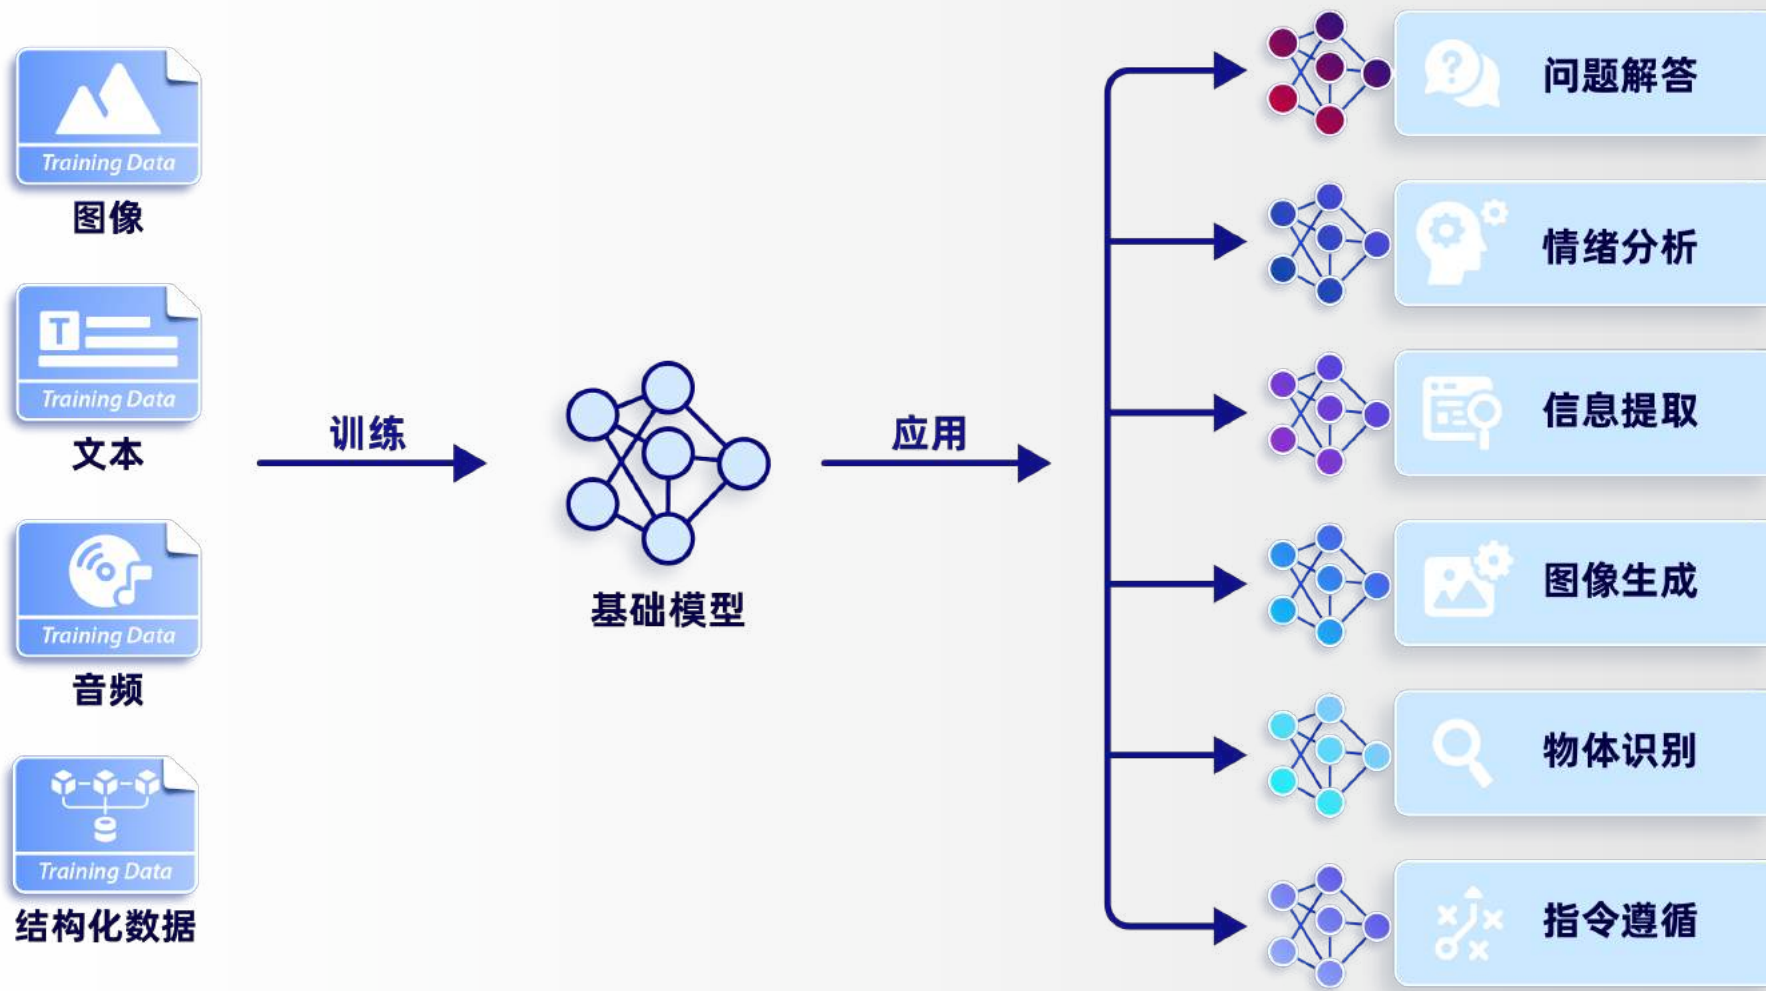 Training Data
图像
T
Training Data
文本
Training Data
音频
Training Data
结构化数据
训练
基础模型
应用
?
问题解答
情绪分析
信息提取
图像生成
物体识别
指令遵循